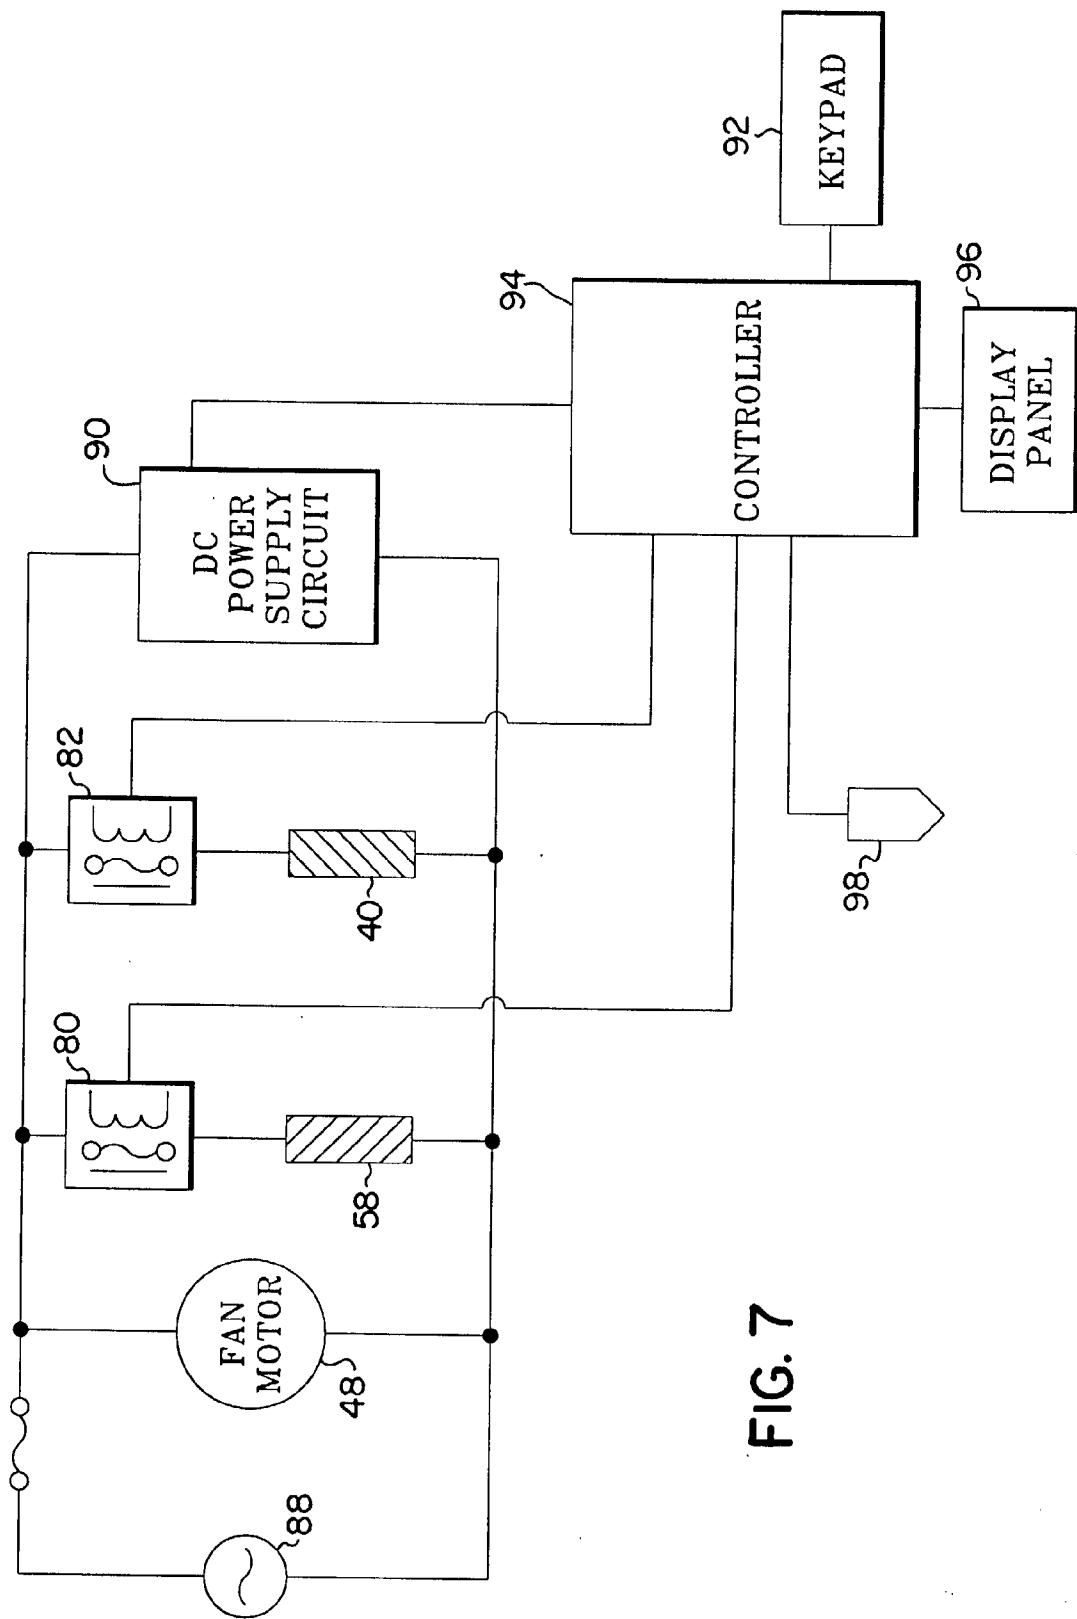 88
FAN
MOTOR
48
80
58
82
40
90
DC
POWER
SUPPLY
CIRCUIT
94
CONTROLLER
92
KEYPAD
96
DISPLAY
PANEL
98
FIG. 7